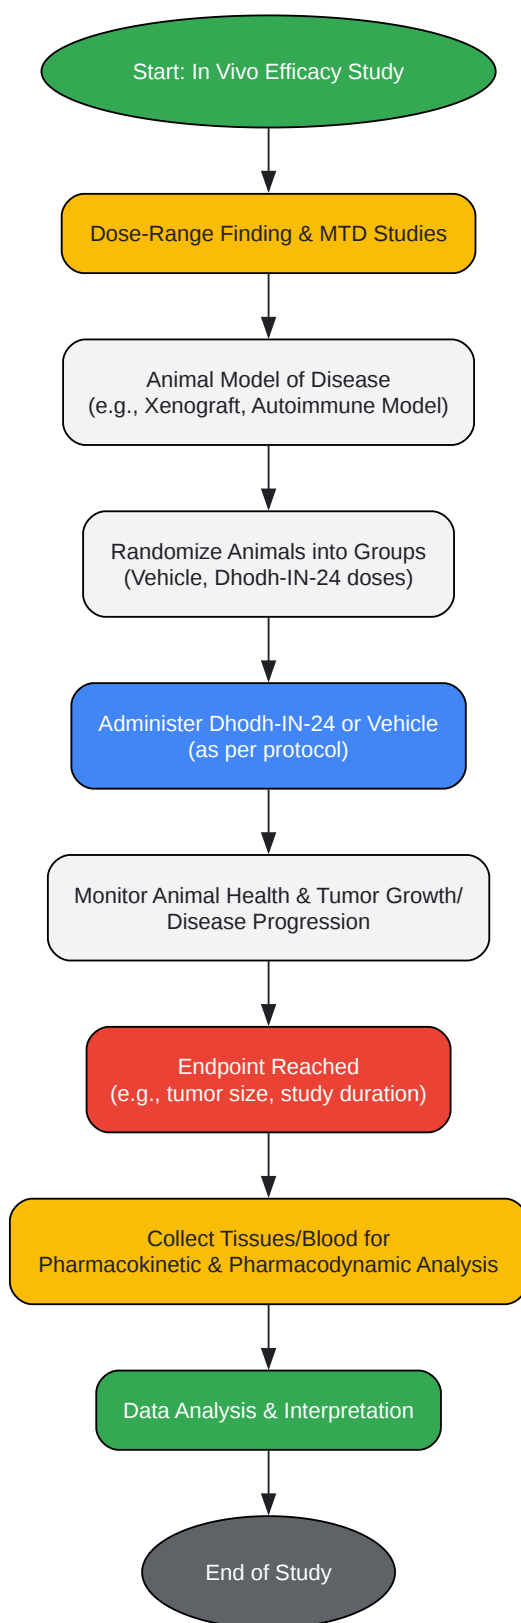 Start: In Vivo Efficacy Study
Dose-Range Finding & MTD Studies
Animal Model of Disease
(e.g., Xenograft, Autoimmune Model)
Randomize Animals into Groups
(Vehicle, Dhodh-IN-24 doses)
Administer Dhodh-IN-24 or Vehicle
(as per protocol)
Monitor Animal Health & Tumor Growth/
Disease Progression
Endpoint Reached
(e.g., tumor size, study duration)
Collect Tissues/Blood for
Pharmacokinetic & Pharmacodynamic Analysis
Data Analysis & Interpretation
End of Study